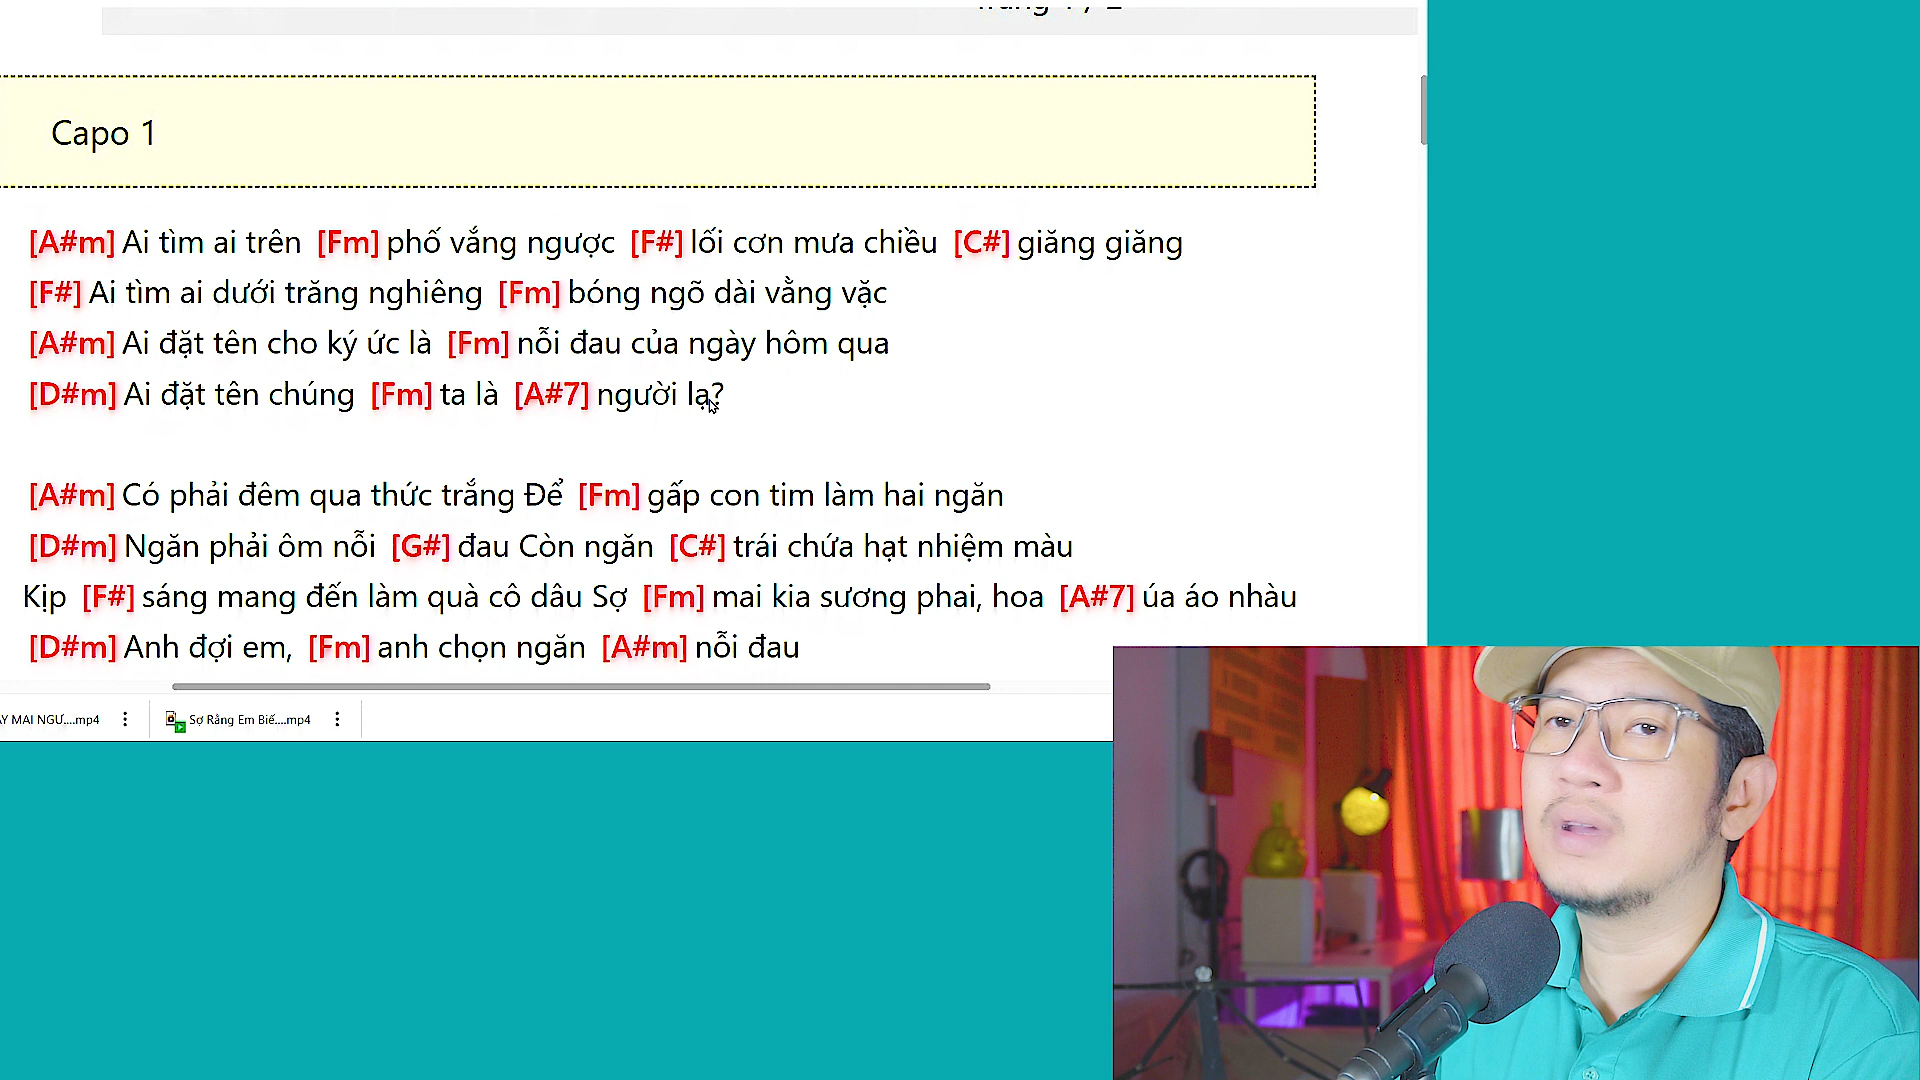 Capo 1
[A#m] Ai tìm ai trên [Fm] phố vắng ngược [F#] lối cơn mưa chiều [C#] giăng giăng
[F#] Ai tìm ai dưới trăng nghiêng [Fm] bóng ngõ dài vằng vặc
[A#m] Ai đặt tên cho ký ức là [Fm] nỗi đau của ngày hôm qua
[D#m] Ai đặt tên chúng [Fm] ta là [A#7] người lạ?
[A#m] Có phải đêm qua thức trắng Để [Fm] gấp con tim làm hai ngăn
[D#m] Ngăn phải ôm nỗi [G#] đau Còn ngăn [C#] trái chứa hạt nhiệm màu
Kịp [F#] sáng mang đến làm quà cô dâu Sợ [Fm] mai kia sương phai, hoa [A#7] úa áo nhàu
[D#m] Anh đợi em, [Fm] anh chọn ngăn [A#m] nỗi đau
AY MAI NGƯ....mp4 Sợ Rằng Em Biế....mp4